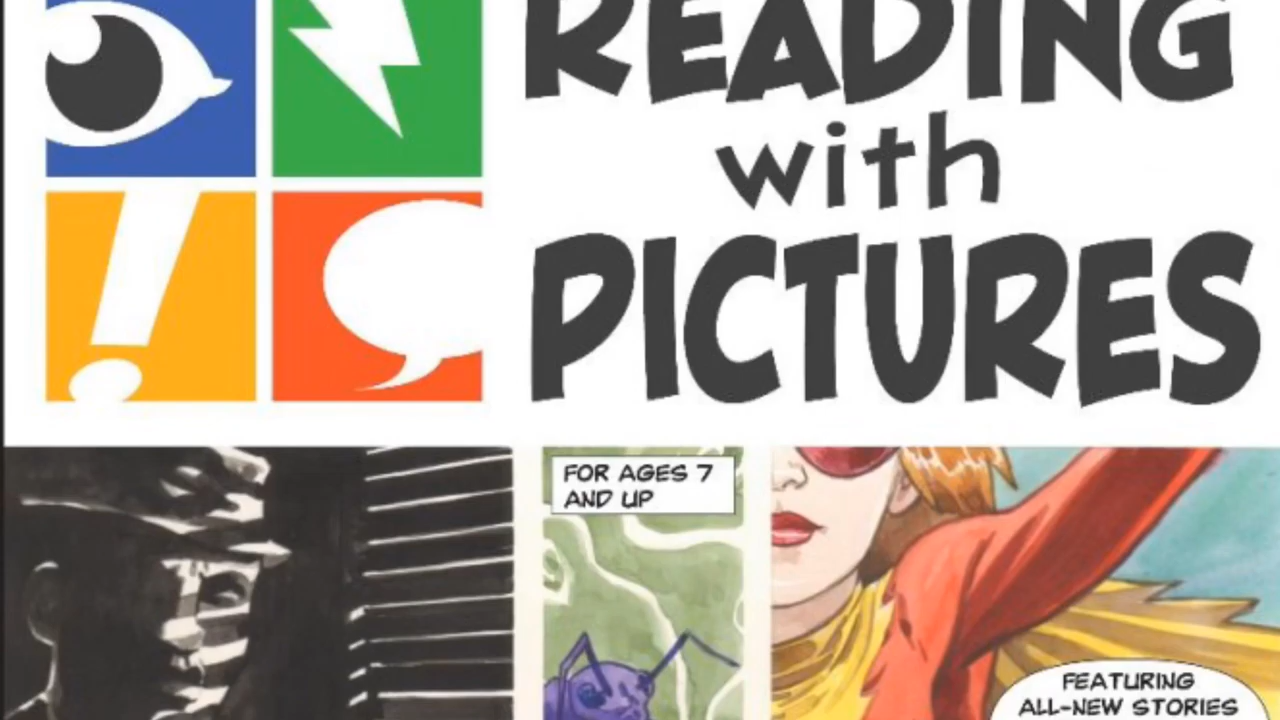 READING
with
PICTURES
FOR AGES 7
AND UP
FEATURING
ALL-NEW STORIES